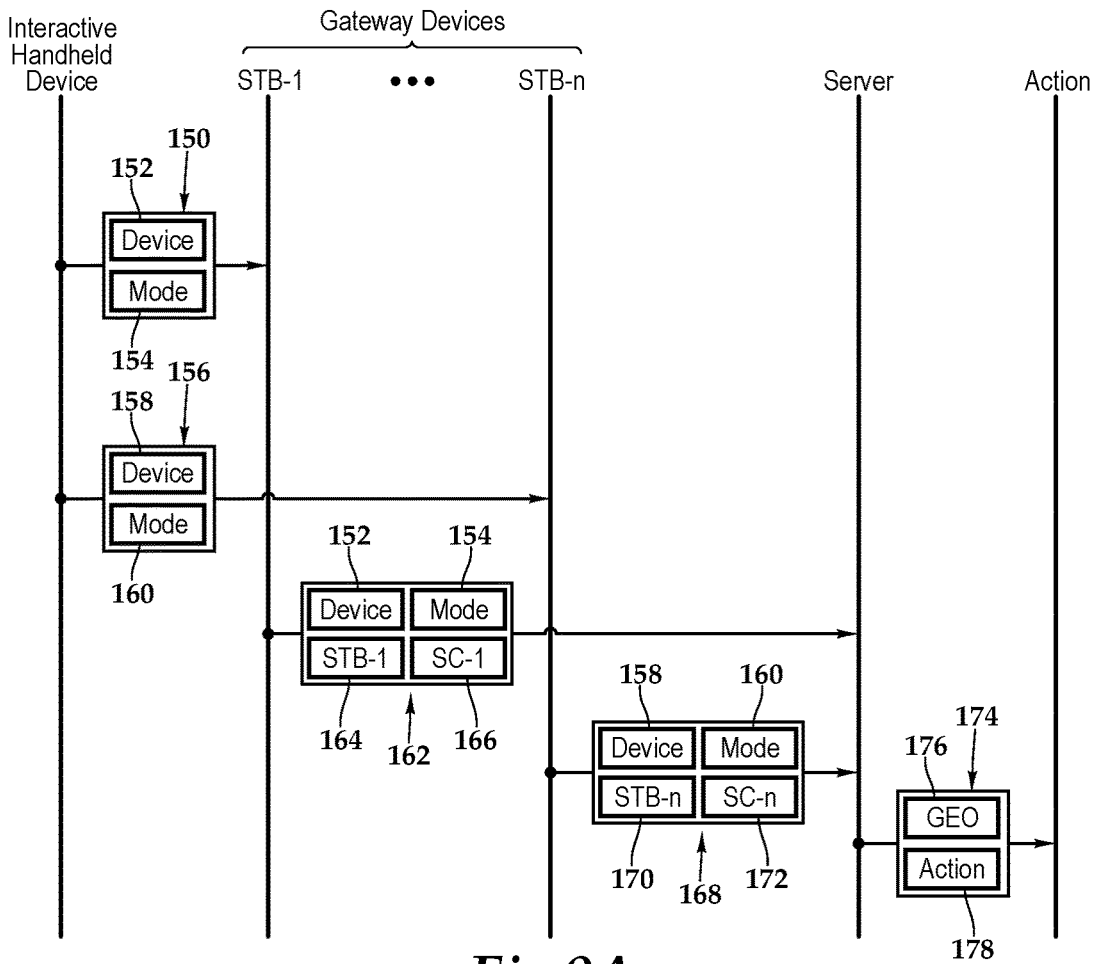 Interactive
Handheld
Device
Gateway Devices
STB-1
•••
STB-n
Server
Action
150
152
Device
Mode
154
156
158
Device
Mode
160
152
154
Device
Mode
STB-1
SC-1
164
162
166
158
160
Device
Mode
STB-n
SC-n
170
168
172
174
176
GEO
Action
178